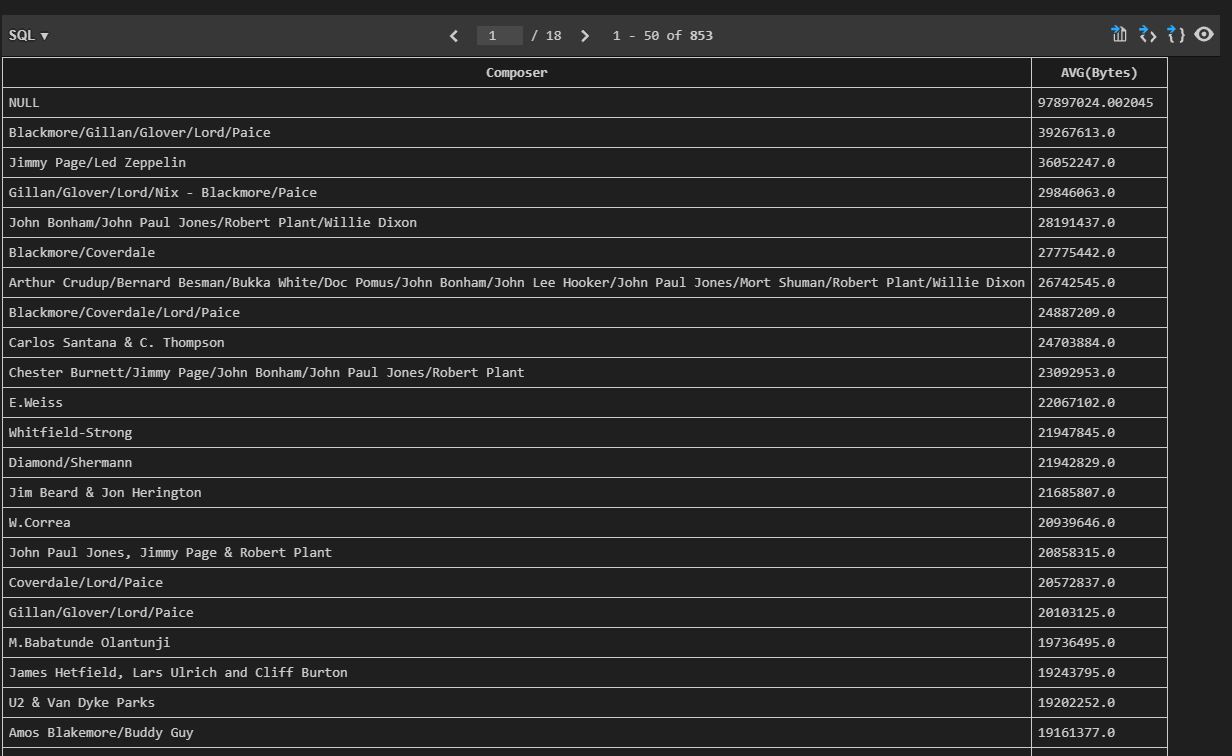 SQL ▼ 1 / 18 1 - 50 of 853
Composer AVG(Bytes)
NULL 97897024.002045
Blackmore/Gillan/Glover/Lord/Paice 39267613.0
Jimmy Page/Led Zeppelin 36052247.0
Gillan/Glover/Lord/Nix - Blackmore/Paice 29846063.0
John Bonham/John Paul Jones/Robert Plant/Willie Dixon 28191437.0
Blackmore/Coverdale 27775442.0
Arthur Crudup/Bernard Besman/Bukka White/Doc Pomus/John Bonham/John Lee Hooker/John Paul Jones/Mort Shuman/Robert Plant/Willie Dixon 26742545.0
Blackmore/Coverdale/Lord/Paice 24887209.0
Carlos Santana & C. Thompson 24703884.0
Chester Burnett/Jimmy Page/John Bonham/John Paul Jones/Robert Plant 23092953.0
E.Weiss 22067102.0
Whitfield-Strong 21947845.0
Diamond/Shermann 21942829.0
Jim Beard & Jon Herington 21685807.0
W.Correa 20939646.0
John Paul Jones, Jimmy Page & Robert Plant 20858315.0
Coverdale/Lord/Paice 20572837.0
Gillan/Glover/Lord/Paice 20103125.0
M.Babatunde Olantunji 19736495.0
James Hetfield, Lars Ulrich and Cliff Burton 19243795.0
U2 & Van Dyke Parks 19202252.0
Amos Blakemore/Buddy Guy 19161377.0